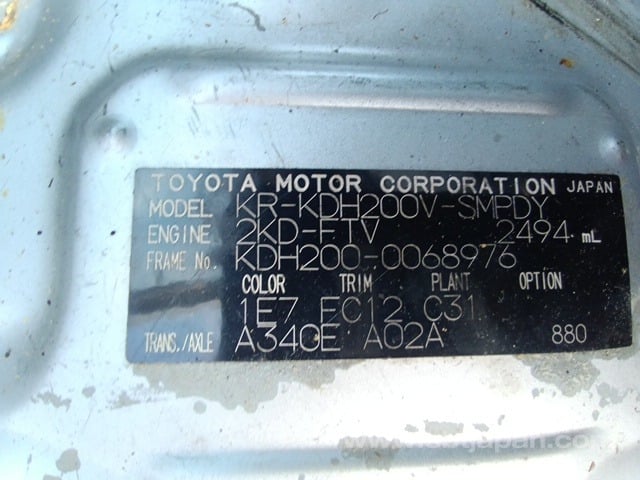 TOYOTA MOTOR CORPORATION JAPAN
MODEL KR-KDH200V-SMPDY
ENGINE 2KD-FTV 2494 mL
FRAME No. KDH200-0068976
COLOR TRIM PLANT OPTION
1E7 FC12 C31
TRANS./AXLE A340E A02A 880